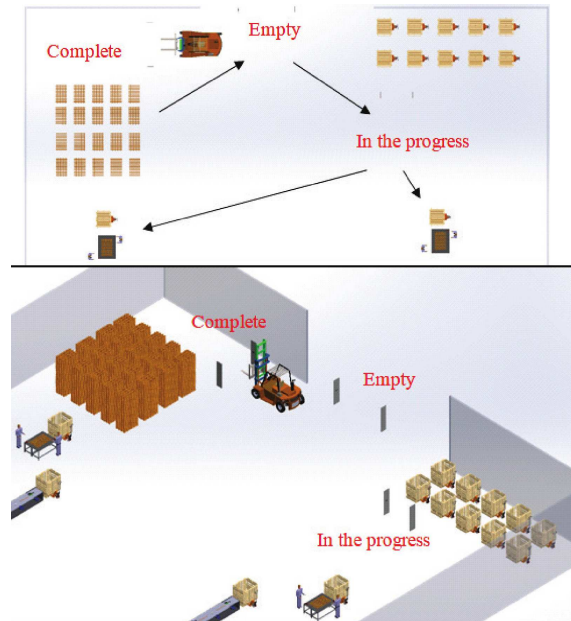 Empty
Complete
In the progress
Complete
Empty
In the progress